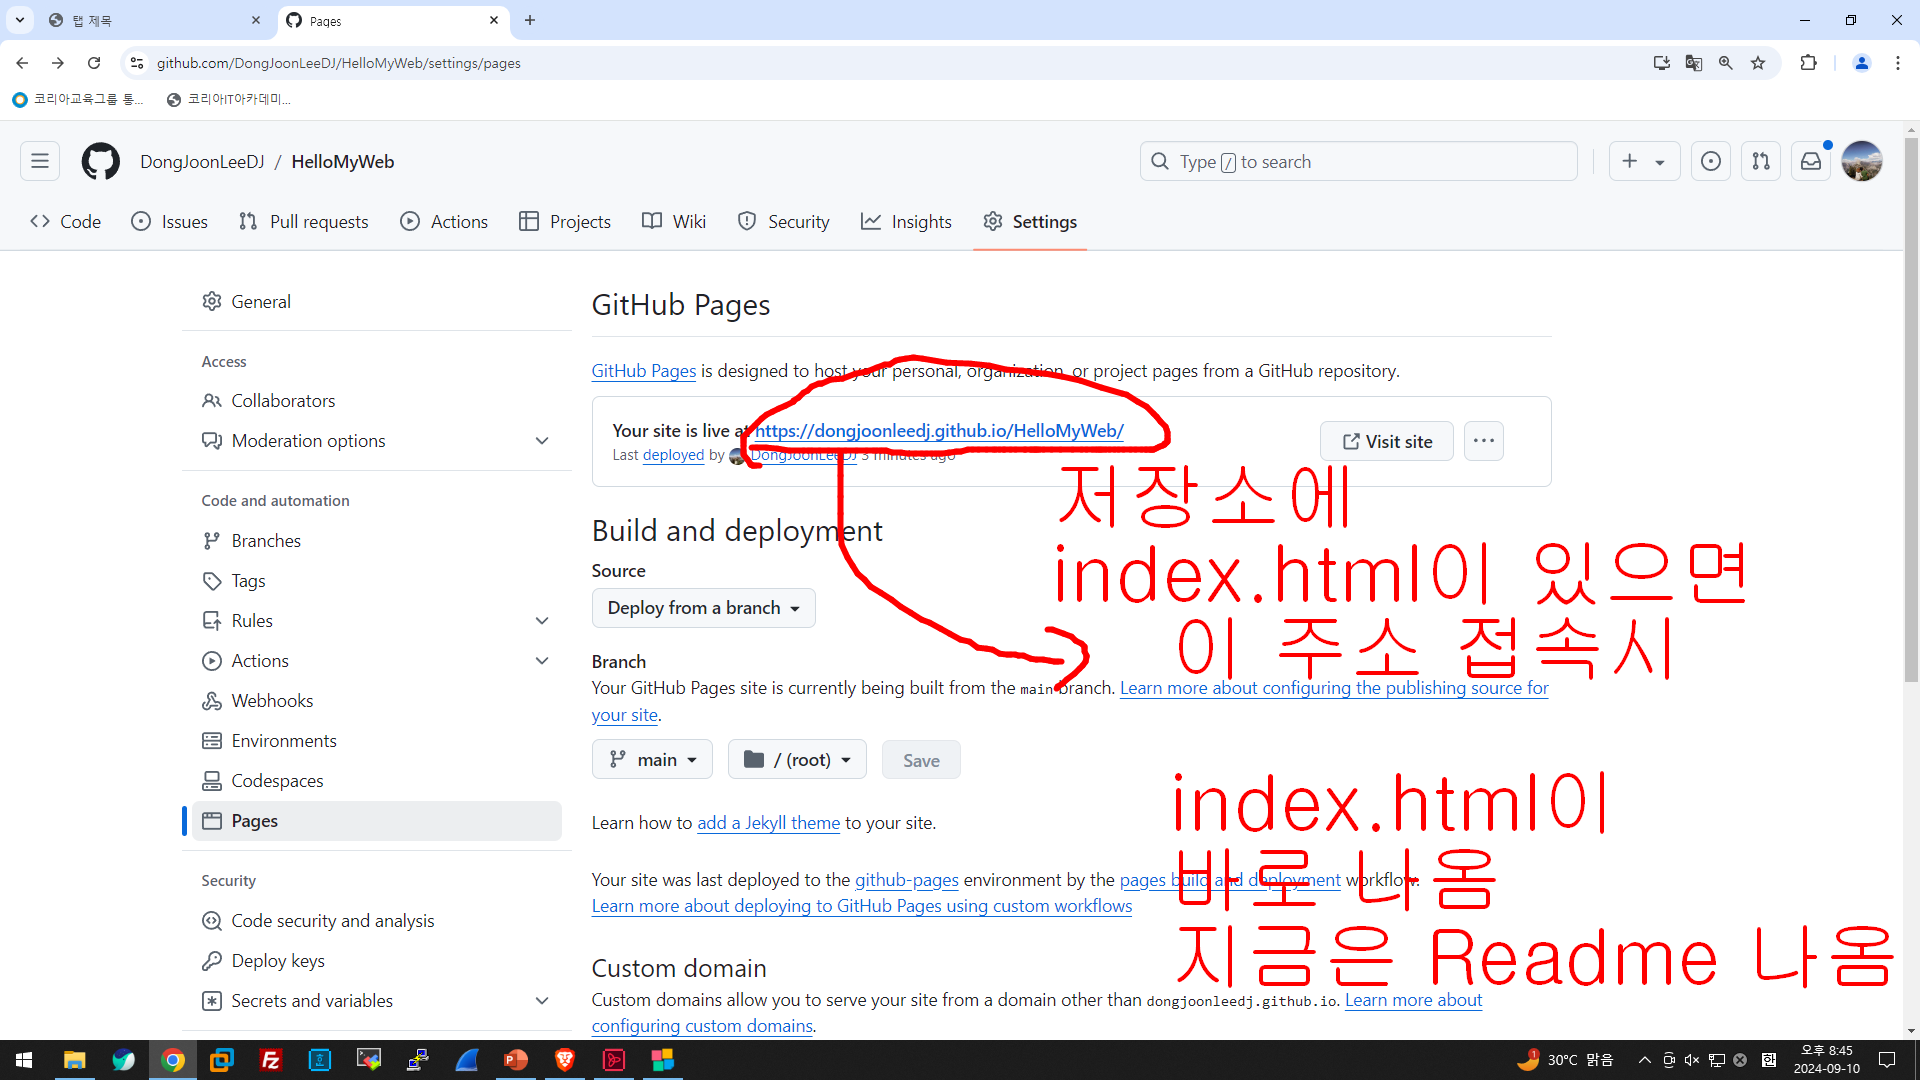 탭 제목
Pages
github.com/DongJoonLeeDJ/HelloMyWeb/settings/pages
코리아교육그룹 통...
코리아IT아카데미...
DongJoonLeeDJ / HelloMyWeb
Type / to search
Code
Issues
Pull requests
Actions
Projects
Wiki
Security
Insights
Settings
General
Access
Collaborators
Moderation options
Code and automation
Branches
Tags
Rules
Actions
Webhooks
Environments
Codespaces
Pages
Security
Code security and analysis
Deploy keys
Secrets and variables
GitHub Pages
GitHub Pages is designed to host your personal, organization, or project pages from a GitHub repository.
Your site is live at https://dongjoonleedj.github.io/HelloMyWeb/
Last deployed by DongJoonLeeDJ 3 minutes ago
Visit site
Build and deployment
Source
Deploy from a branch
Branch
Your GitHub Pages site is currently being built from the main branch. Learn more about configuring the publishing source for
your site.
main
/ (root)
Save
Learn how to add a Jekyll theme to your site.
Your site was last deployed to the github-pages environment by the pages build and deployment workflow.
Learn more about deploying to GitHub Pages using custom workflows
Custom domain
Custom domains allow you to serve your site from a domain other than dongjoonleedj.github.io. Learn more about
configuring custom domains.
저장소에
index.html이 있으면
이 주소 접속시
index.html이
바로 나옴
지금은 Readme 나옴
30°C 맑음
한
오후 8:45
2024-09-10